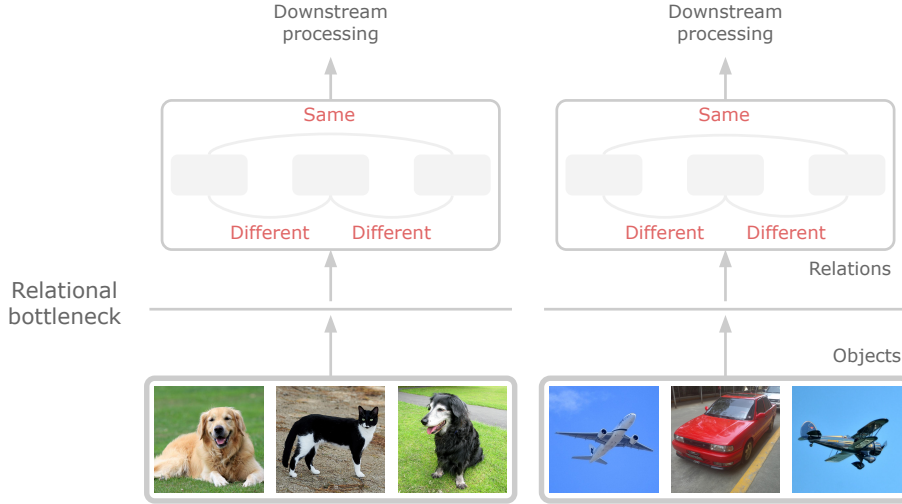 Downstream
processing
Downstream
processing
Same
Same
Different
Different
Different
Different
Relations
Relational
bottleneck
Objects